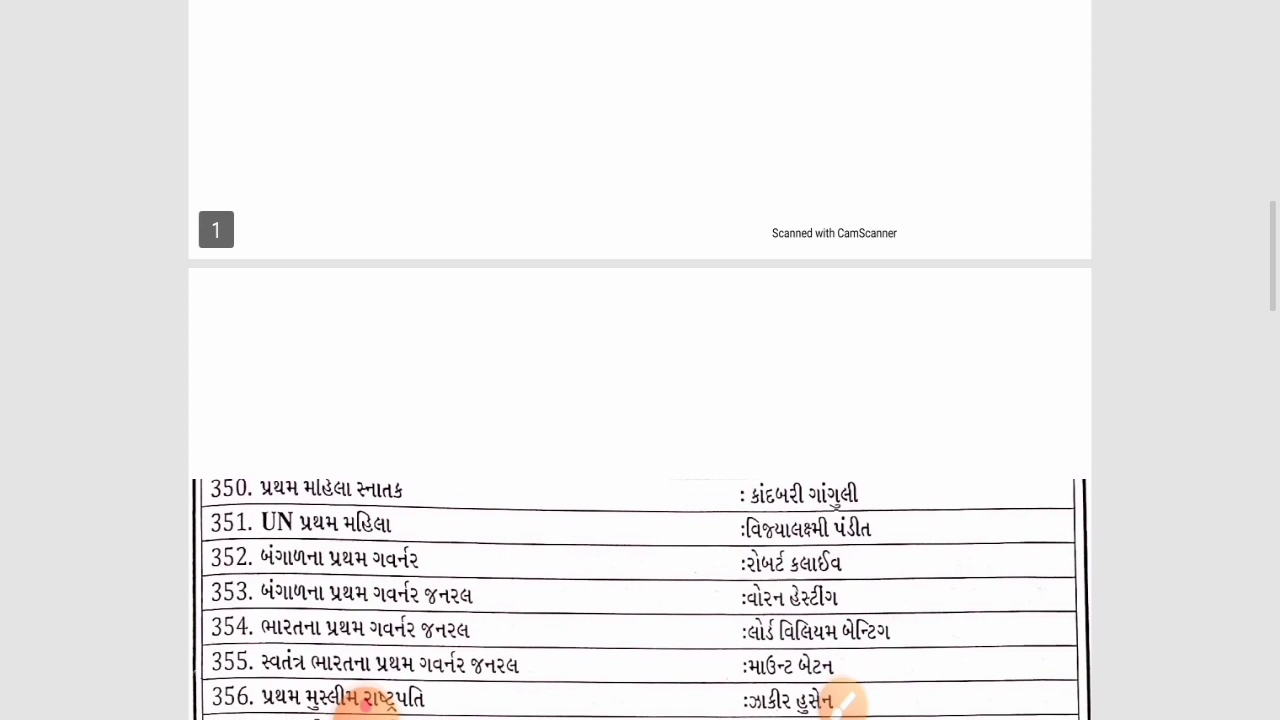 1
Scanned with CamScanner
350. પ્રથમ મહિલા સ્નાતક : કાંદબરી ગાંગુલી
351. UN પ્રથમ મહિલા :વિજયાલક્ષ્મી પંડીત
352. બંગાળના પ્રથમ ગવર્નર :રોબર્ટ કલાઈવ
353. બંગાળના પ્રથમ ગવર્નર જનરલ :વોરન હેસ્ટીંગ
354. ભારતના પ્રથમ ગવર્નર જનરલ :લોર્ડ વિલિયમ બેન્ટિગ
355. સ્વતંત્ર ભારતના પ્રથમ ગવર્નર જનરલ :માઉન્ટ બેટન
356. પ્રથમ મુસ્લીમ રાષ્ટ્રપતિ :ઝાકીર હુસેન